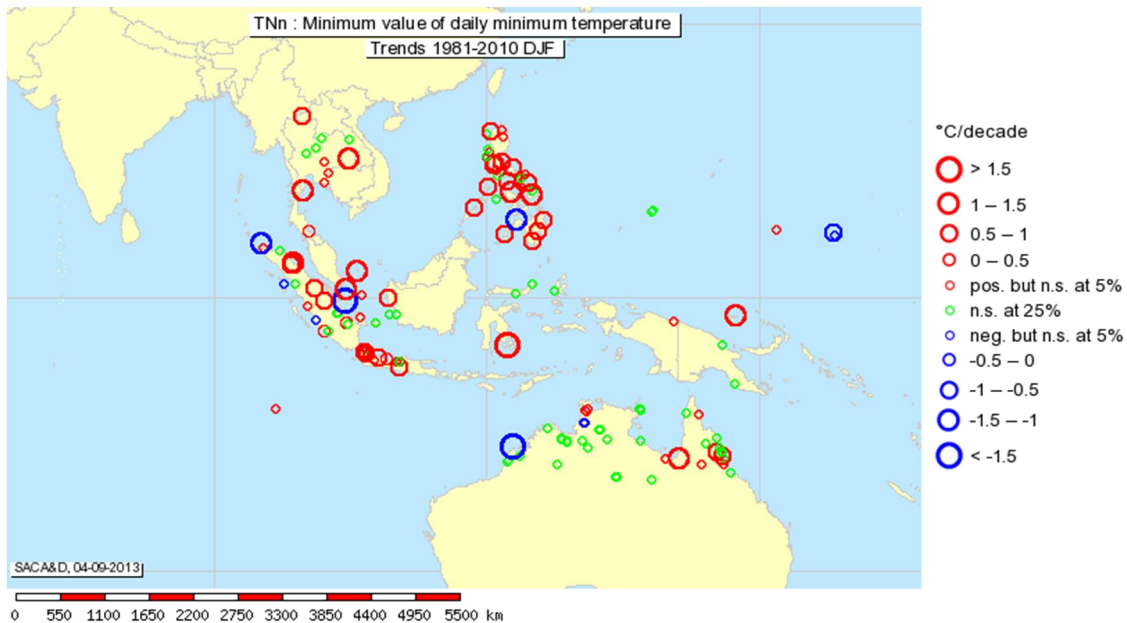 TNn : Minimum value of daily minimum temperature
Trends 1981-2010 DJF
°C/decade
> 1.5
1 – 1.5
0.5 – 1
0 – 0.5
pos. but n.s. at 5%
n.s. at 25%
neg. but n.s. at 5%
-0.5 – 0
-1 – -0.5
-1.5 – -1
< -1.5
SACA&D, 04-09-2013
0 550 1100 1650 2200 2750 3300 3850 4400 4950 5500 km